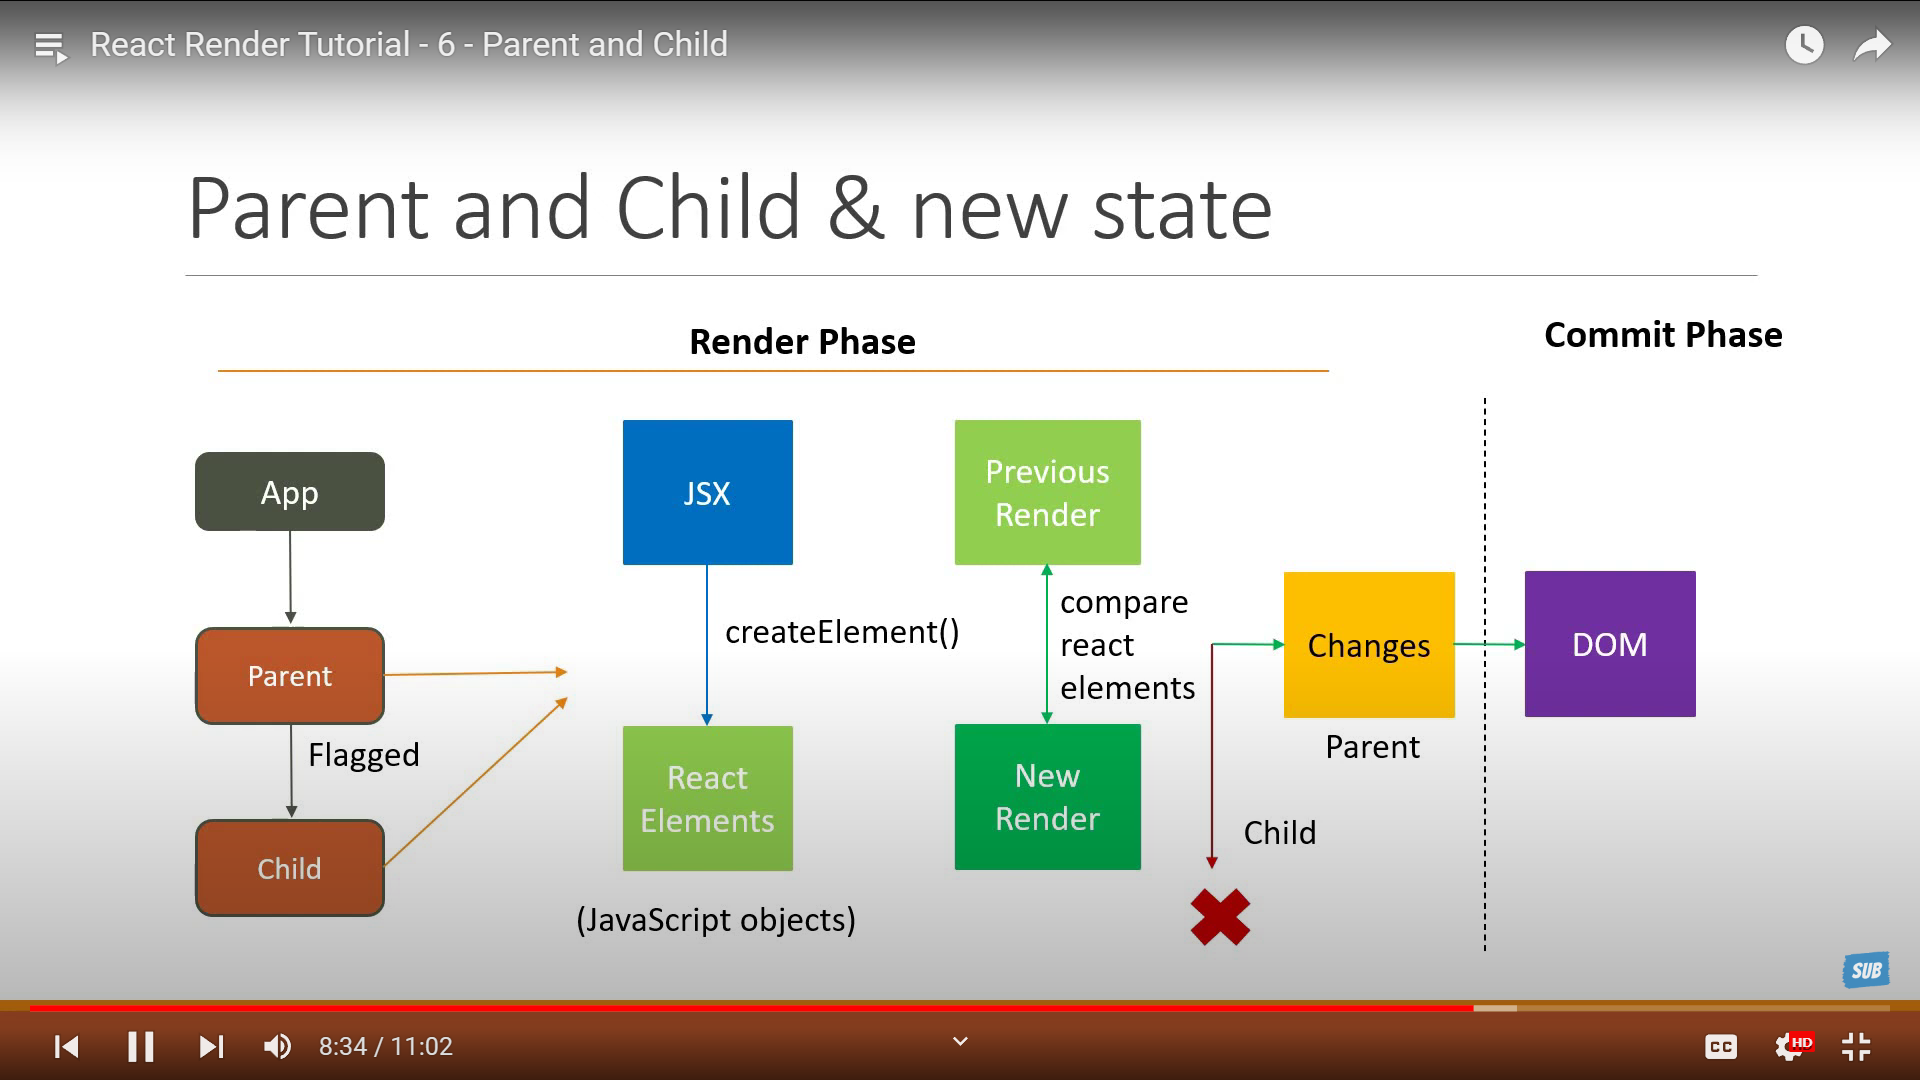 React Render Tutorial - 6 - Parent and Child
Parent and Child & new state
Render Phase
Commit Phase
App
Parent
Flagged
Child
JSX
createElement()
React
Elements
(JavaScript objects)
Previous
Render
compare
react
elements
New
Render
Changes
Parent
Child
DOM
SUB
8:34 / 11:02
CC
HD